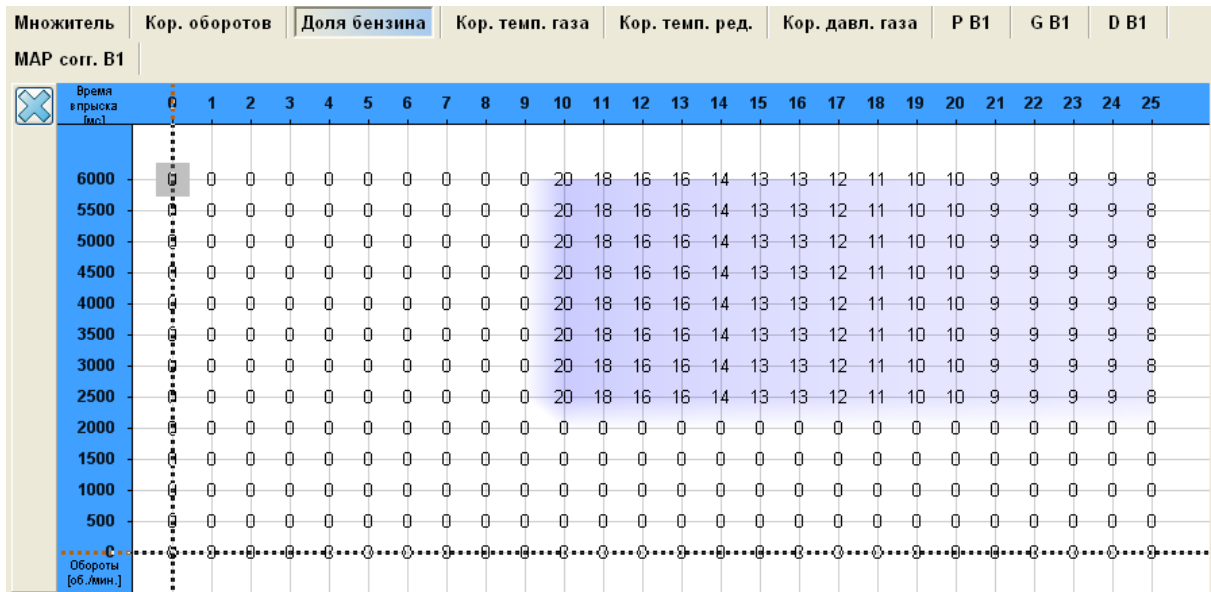 Множитель Кор. оборотов Доля бензина Кор. темп. газа Кор. темп. ред. Кор. давл. газа P B1 G B1 D B1
MAP corr. B1
Время
впрыска
[мс]
0 1 2 3 4 5 6 7 8 9 10 11 12 13 14 15 16 17 18 19 20 21 22 23 24 25
6000 0 0 0 0 0 0 0 0 0 0 20 18 16 16 14 13 13 12 11 10 10 9 9 9 9 8
5500 0 0 0 0 0 0 0 0 0 0 20 18 16 16 14 13 13 12 11 10 10 9 9 9 9 8
5000 0 0 0 0 0 0 0 0 0 0 20 18 16 16 14 13 13 12 11 10 10 9 9 9 9 8
4500 0 0 0 0 0 0 0 0 0 0 20 18 16 16 14 13 13 12 11 10 10 9 9 9 9 8
4000 0 0 0 0 0 0 0 0 0 0 20 18 16 16 14 13 13 12 11 10 10 9 9 9 9 8
3500 0 0 0 0 0 0 0 0 0 0 20 18 16 16 14 13 13 12 11 10 10 9 9 9 9 8
3000 0 0 0 0 0 0 0 0 0 0 20 18 16 16 14 13 13 12 11 10 10 9 9 9 9 8
2500 0 0 0 0 0 0 0 0 0 0 20 18 16 16 14 13 13 12 11 10 10 9 9 9 9 8
2000 0 0 0 0 0 0 0 0 0 0 0 0 0 0 0 0 0 0 0 0 0 0 0 0 0 0
1500 0 0 0 0 0 0 0 0 0 0 0 0 0 0 0 0 0 0 0 0 0 0 0 0 0 0
1000 0 0 0 0 0 0 0 0 0 0 0 0 0 0 0 0 0 0 0 0 0 0 0 0 0 0
500 0 0 0 0 0 0 0 0 0 0 0 0 0 0 0 0 0 0 0 0 0 0 0 0 0 0
0 0 0 0 0 0 0 0 0 0 0 0 0 0 0 0 0 0 0 0 0 0 0 0 0 0 0
Обороты
[об./мин.]